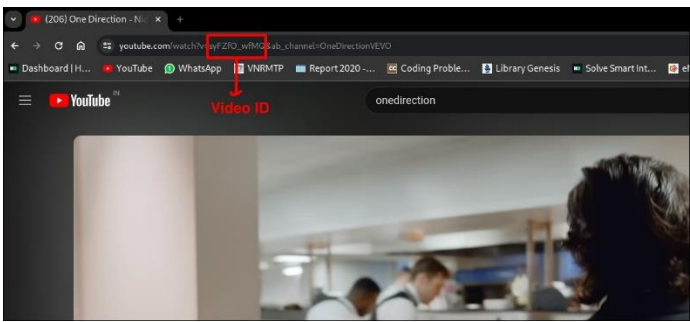 (206) One Direction - Nig
youtube.com/watch?v=syFZfO_wfMQ&ab_channel=OneDirectionVEVO
Dashboard | H... YouTube WhatsApp VNRMTP Report 2020 -... Coding Proble... Library Genesis Solve Smart Int...
YouTube IN
onedirection
Video ID